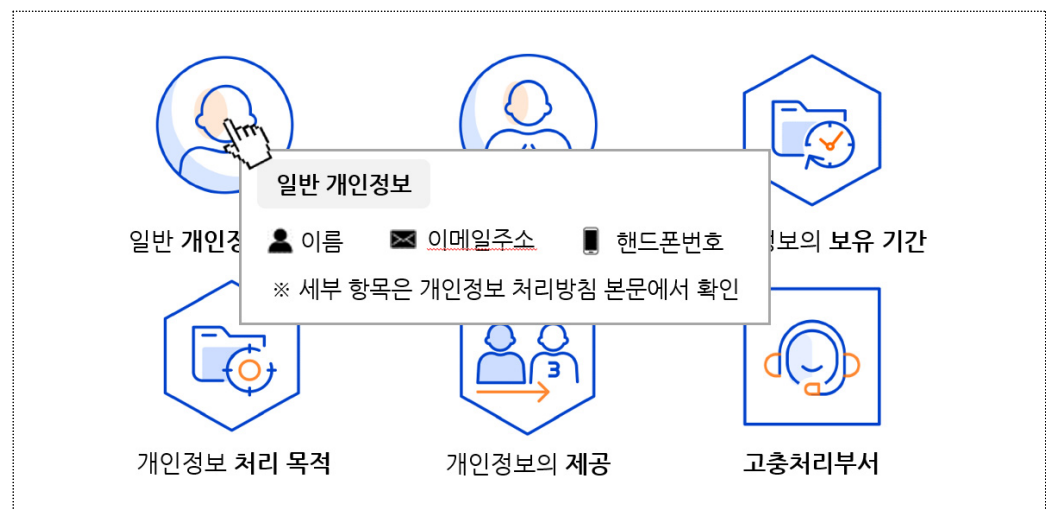 일반 개인정보
이름 이메일주소 핸드폰번호
※ 세부 항목은 개인정보 처리방침 본문에서 확인
일반 개인정
보의 보유 기간
3
개인정보 처리 목적
개인정보의 제공
고충처리부서